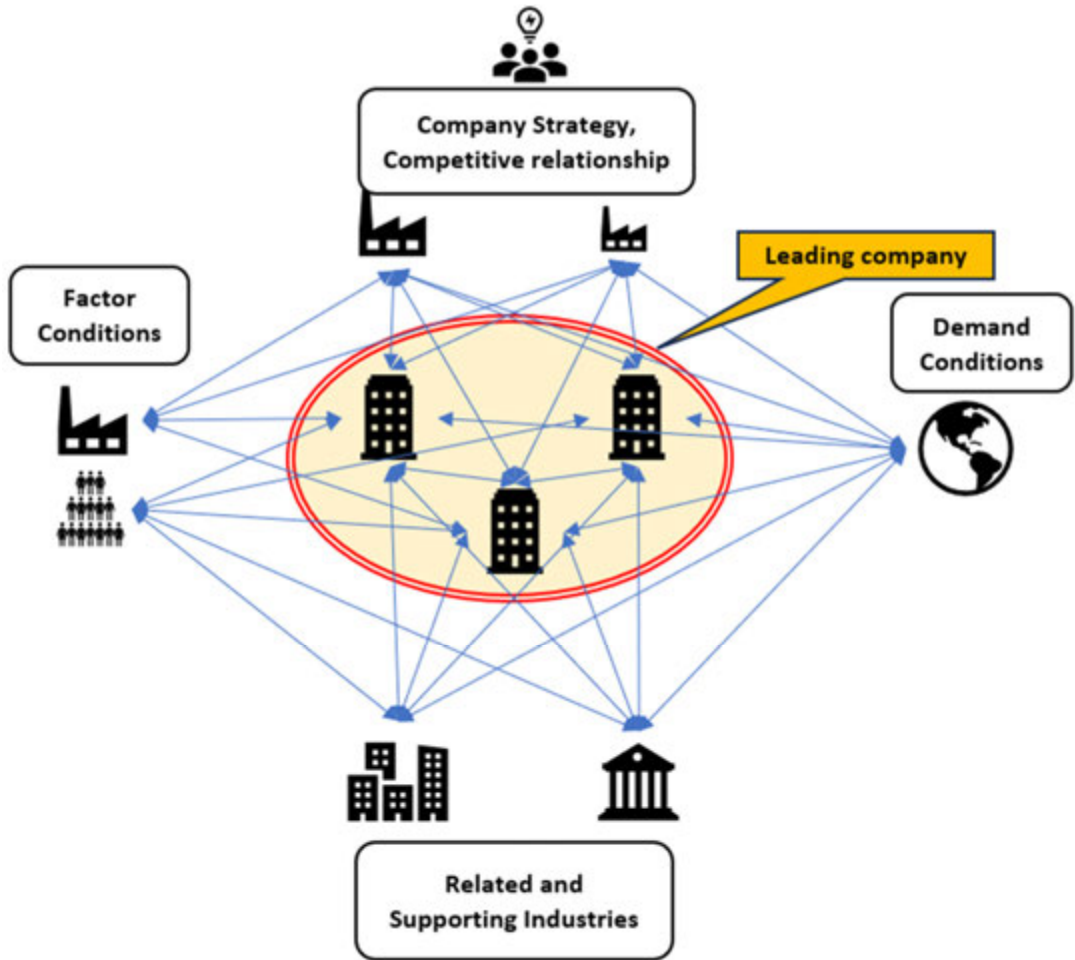 Company Strategy,
Competitive relationship
Leading company
Factor
Conditions
Demand
Conditions
Related and
Supporting Industries